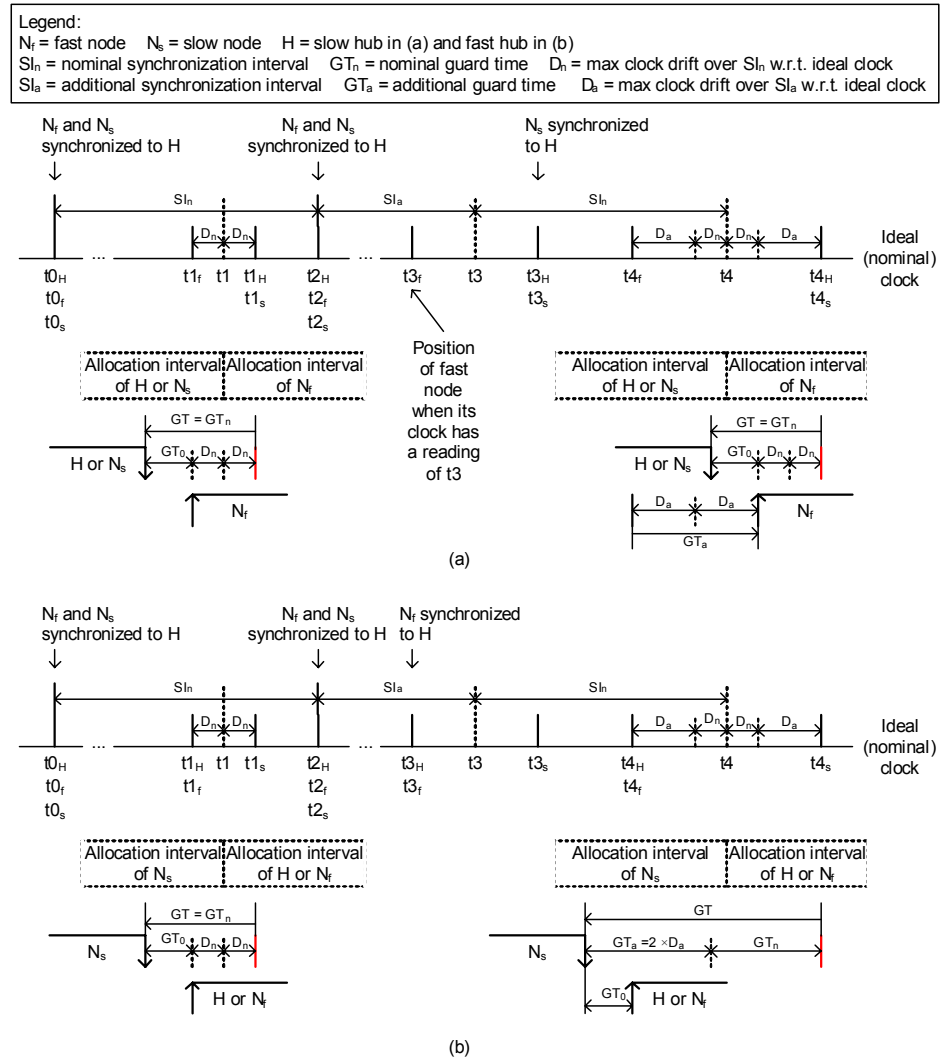 Legend:
Nf = fast node Ns = slow node H = slow hub in (a) and fast hub in (b)
SIn = nominal synchronization interval GTn = nominal guard time Dn = max clock drift over SIn w.r.t. ideal clock
SIa = additional synchronization interval GTa = additional guard time Da = max clock drift over SIa w.r.t. ideal clock
Nf and Ns
synchronized to H
Nf and Ns
synchronized to H
Ns synchronized
to H
SIn SIa SIn
Dn Dn Da Dn Dn Da
Ideal
(nominal)
clock
... ...
t0H t1f t1 t1H t2H t3f t3 t3H t4f t4 t4H
t0f t1s t2f t3s t4s
t0s t2s
Position
of fast
node
when its
clock has
a reading
of t3
Allocation interval
of H or Ns
Allocation interval
of Nf
Allocation interval
of H or Ns
Allocation interval
of Nf
GT = GTn
GT0 Dn Dn
H or Ns
Nf
GT = GTn
GT0 Dn Dn
H or Ns
Da Da
Nf
GTa
(a)
Nf and Ns
synchronized to H
Nf and Ns
synchronized to H
Nf synchronized
to H
SIn SIa SIn
Dn Dn Da Dn Dn Da
Ideal
(nominal)
clock
... ...
t0H t1H t1 t1s t2H t3H t3 t3s t4H t4 t4s
t0f t1f t2f t3f t4f
t0s t2s
Allocation interval
of Ns
Allocation interval
of H or Nf
Allocation interval
of Ns
Allocation interval
of H or Nf
GT = GTn
GT0 Dn Dn
Ns
H or Nf
GT
GTa =2 ×Da GTn
Ns
GT0
H or Nf
(b)